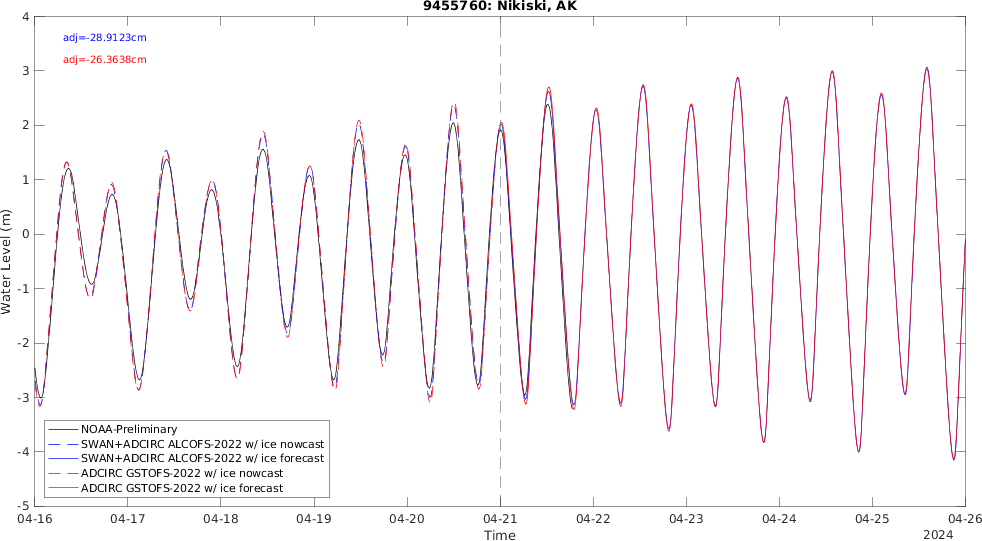 9455760: Nikiski, AK
adj=-28.9123cm
adj=-26.3638cm
4
3
2
1
0
-1
-2
-3
-4
-5
Water Level (m)
NOAA-Preliminary
SWAN+ADCIRC ALCOFS-2022 w/ ice nowcast
SWAN+ADCIRC ALCOFS-2022 w/ ice forecast
ADCIRC GSTOFS-2022 w/ ice nowcast
ADCIRC GSTOFS-2022 w/ ice forecast
04-16 04-17 04-18 04-19 04-20 04-21 04-22 04-23 04-24 04-25 04-26
Time
2024